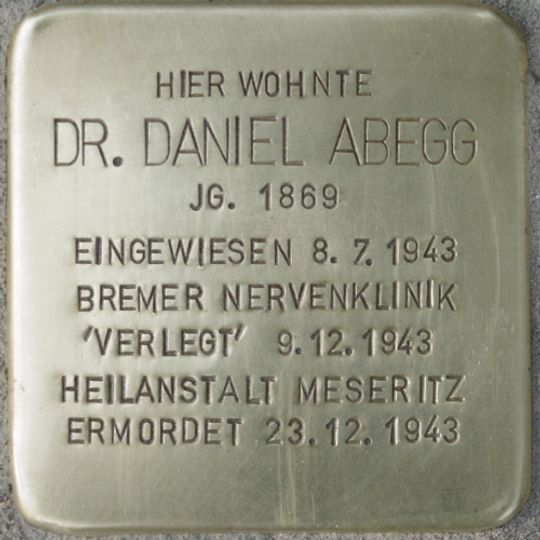 HIER WOHNTE
DR. DANIEL ABEGG
JG. 1869
EINGEWIESEN 8. 7. 1943
BREMER NERVENKLINIK
'VERLEGT' 9.12.1943
HEILANSTALT MESERITZ
ERMORDET 23.12.1943